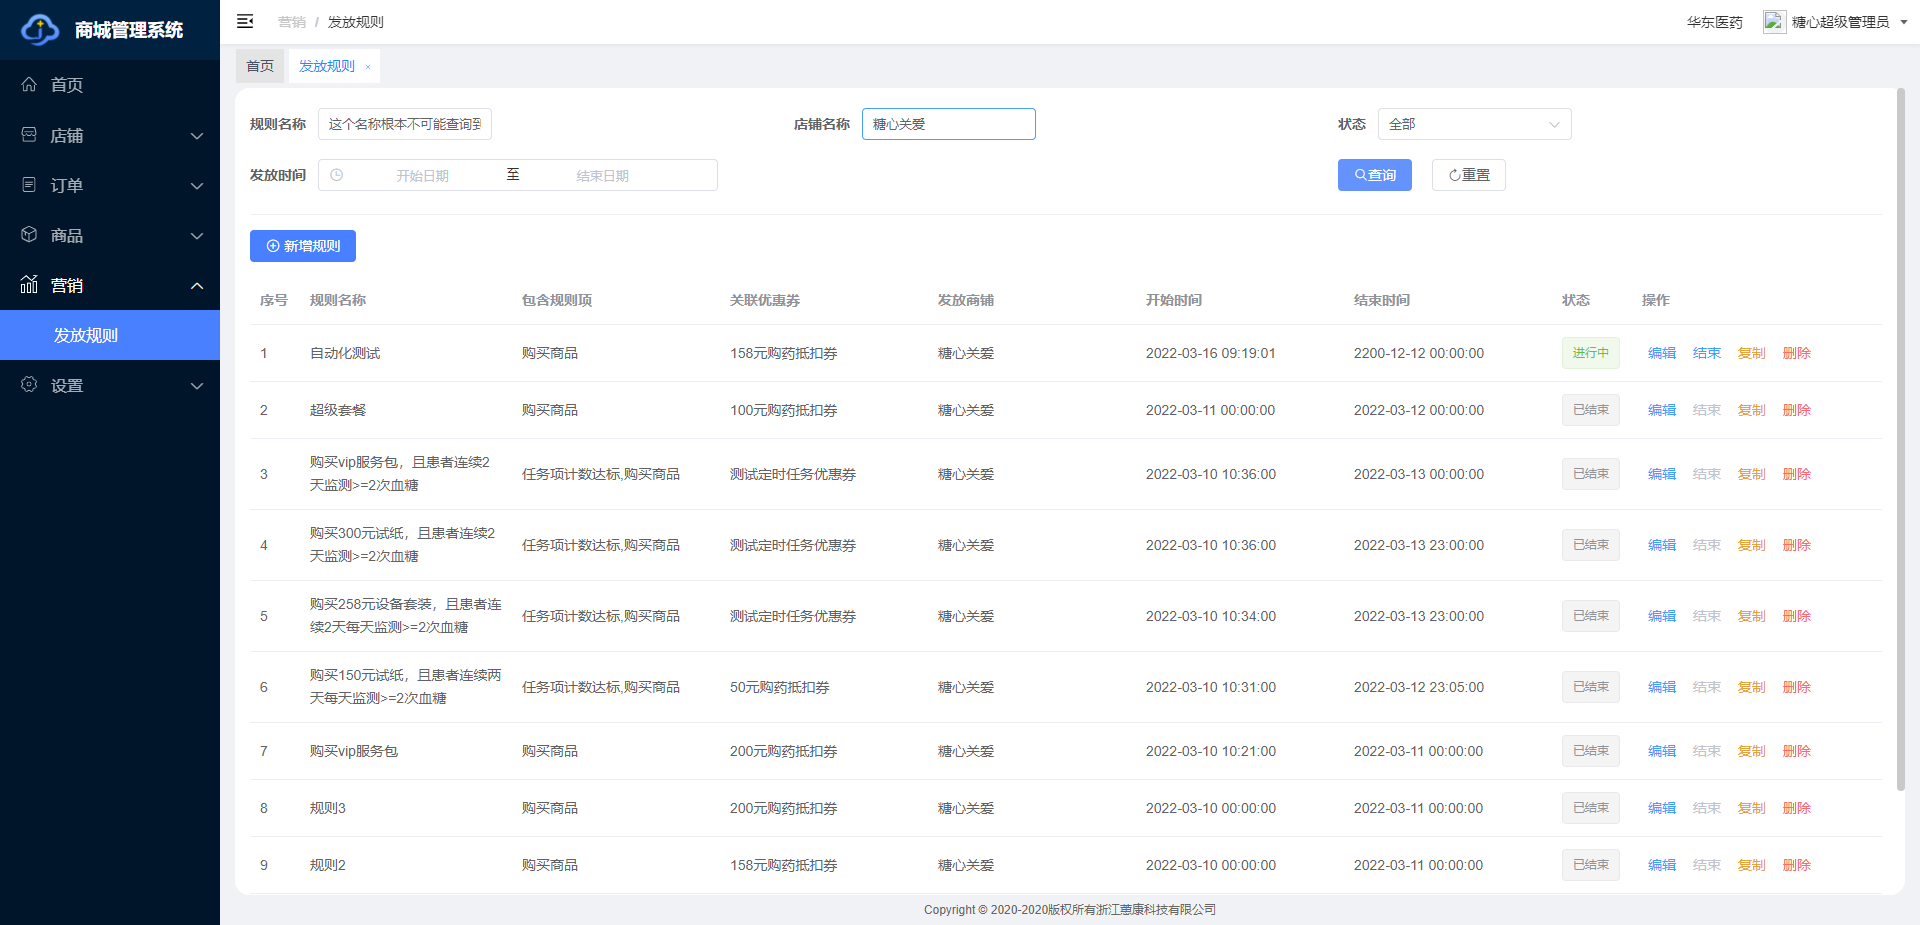 商城管理系统
营销 / 发放规则
华东医药
糖心超级管理员
首页
店铺
订单
商品
营销
发放规则
设置
首页
发放规则 ×
规则名称 这个名称根本不可能查询到
店铺名称 糖心关爱
状态 全部
发放时间 开始日期 至 结束日期
查询 重置
新增规则
序号 规则名称 包含规则项 关联优惠券 发放商铺 开始时间 结束时间 状态 操作
1 自动化测试 购买商品 158元购药抵扣券 糖心关爱 2022-03-16 09:19:01 2200-12-12 00:00:00 进行中 编辑 结束 复制 删除
2 超级套餐 购买商品 100元购药抵扣券 糖心关爱 2022-03-11 00:00:00 2022-03-12 00:00:00 已结束 编辑 结束 复制 删除
购买vip服务包，且患者连续2
3 天监测>=2次血糖 任务项计数达标,购买商品 测试定时任务优惠券 糖心关爱 2022-03-10 10:36:00 2022-03-13 00:00:00 已结束 编辑 结束 复制 删除
购买300元试纸，且患者连续2
4 天监测>=2次血糖 任务项计数达标,购买商品 测试定时任务优惠券 糖心关爱 2022-03-10 10:36:00 2022-03-13 23:00:00 已结束 编辑 结束 复制 删除
购买258元设备套装，且患者连
5 续2天每天监测>=2次血糖 任务项计数达标,购买商品 测试定时任务优惠券 糖心关爱 2022-03-10 10:34:00 2022-03-13 23:00:00 已结束 编辑 结束 复制 删除
购买150元试纸，且患者连续两
6 天每天监测>=2次血糖 任务项计数达标,购买商品 50元购药抵扣券 糖心关爱 2022-03-10 10:31:00 2022-03-12 23:05:00 已结束 编辑 结束 复制 删除
7 购买vip服务包 购买商品 200元购药抵扣券 糖心关爱 2022-03-10 10:21:00 2022-03-11 00:00:00 已结束 编辑 结束 复制 删除
8 规则3 购买商品 200元购药抵扣券 糖心关爱 2022-03-10 00:00:00 2022-03-11 00:00:00 已结束 编辑 结束 复制 删除
9 规则2 购买商品 158元购药抵扣券 糖心关爱 2022-03-10 00:00:00 2022-03-11 00:00:00 已结束 编辑 结束 复制 删除
Copyright © 2020-2020版权所有浙江蕙康科技有限公司